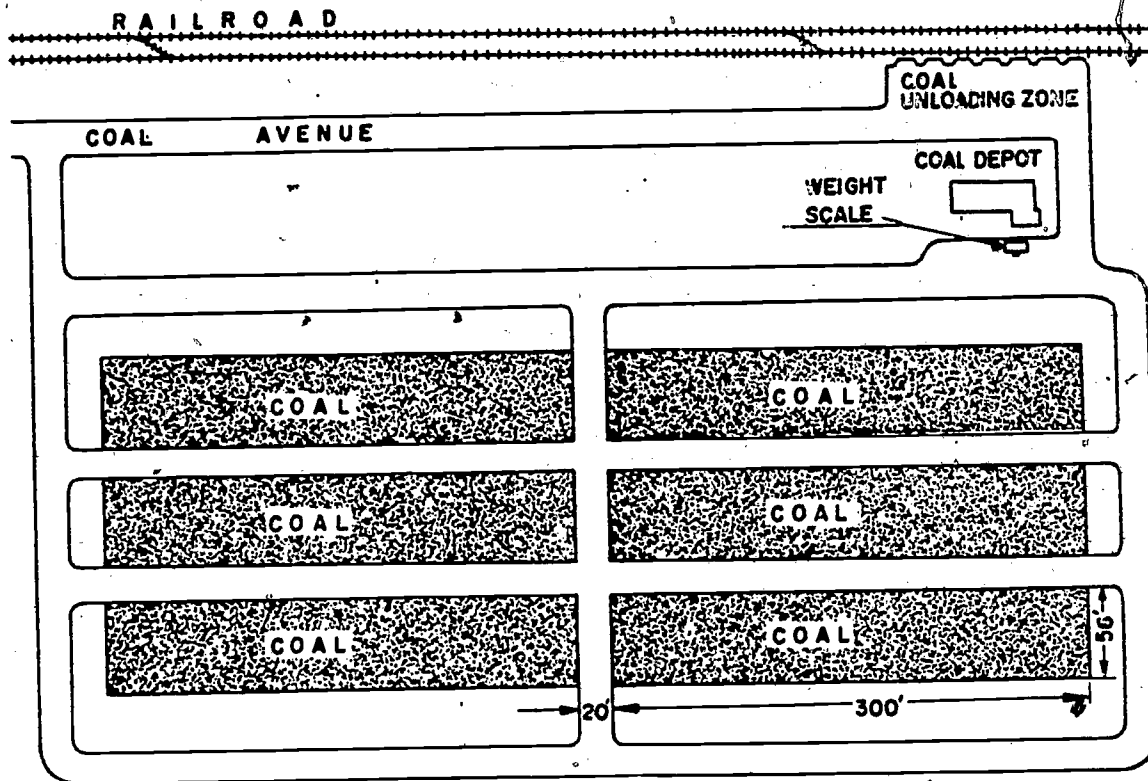 RAILROAD
COAL
UNLOADING ZONE
COAL AVENUE
COAL DEPOT
WEIGHT
SCALE
COAL
COAL
COAL
COAL
COAL
COAL
56'
20'
300'